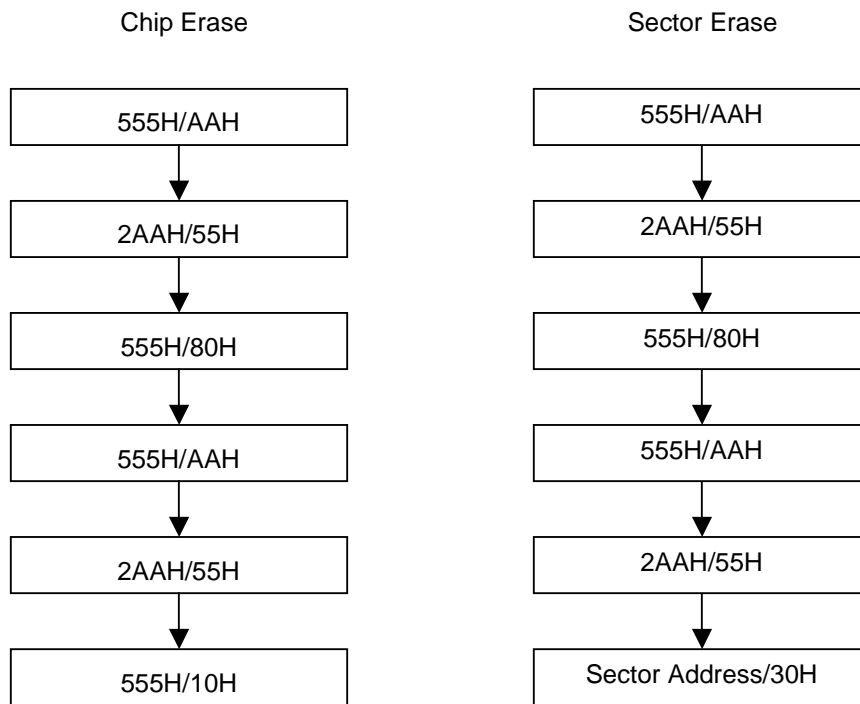 Chip Erase
555H/AAH
2AAH/55H
555H/80H
555H/AAH
2AAH/55H
555H/10H
Sector Erase
555H/AAH
2AAH/55H
555H/80H
555H/AAH
2AAH/55H
Sector Address/30H